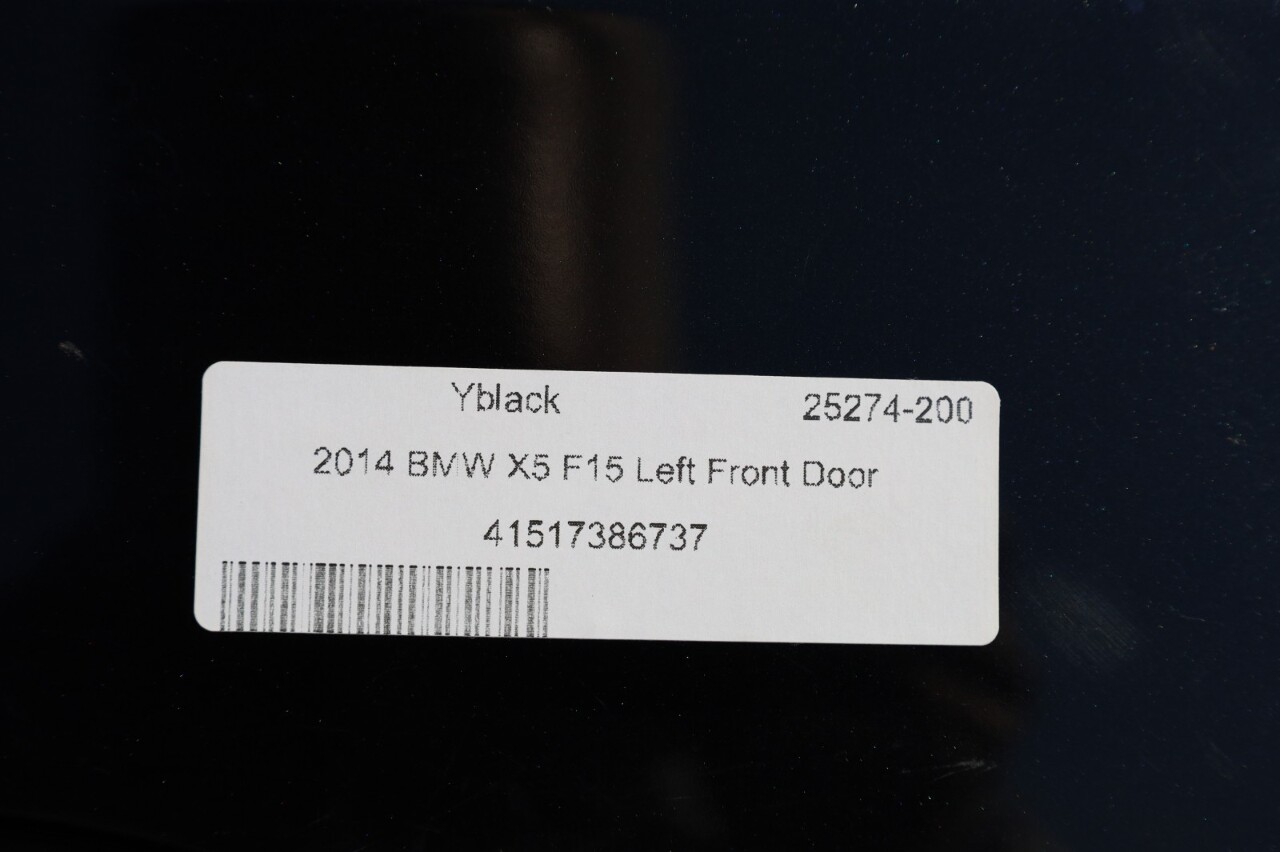 Yblack 25274-200
2014 BMW X5 F15 Left Front Door
41517386737